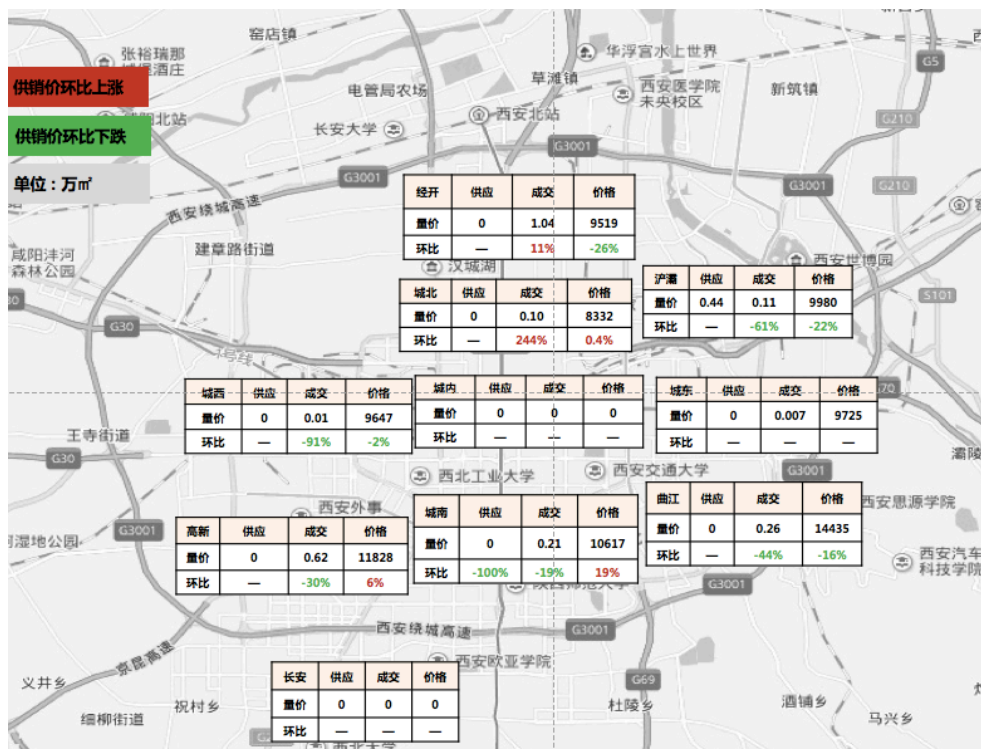 窑店镇
张裕瑞那
城堡酒庄
华浮宫水上世界
G5
供销价环比上涨
电管局农场
草滩镇
西安医学院
未央校区
新筑镇
供销价环比下跌
阳北站
长安大学
西安北站
G210
G3001
单位：万㎡
G3001
G3001
G210
西安绕城高速
经开 供应 成交 价格
量价 0 1.04 9519
环比 — 11% -26%
咸阳沣河
森林公园
建章路街道
汉城湖
西安世博园
浐灞 供应 成交 价格
量价 0.44 0.11 9980
环比 — -61% -22%
城北 供应 成交 价格
量价 0 0.10 8332
环比 — 244% 0.4%
S101
30
G30
1号线
城西 供应 成交 价格
量价 0 0.01 9647
环比 — -91% -2%
城内 供应 成交 价格
量价 0 0 0
环比 — — —
城东 供应 成交 价格
量价 0 0.007 9725
环比 — — —
G70
王寺街道
G30
西北工业大学
西安交通大学
G3001
灞陵
曲江 供应 成交 价格
量价 0 0.26 14435
环比 — -44% -16%
西安外事
城南 供应 成交 价格
量价 0 0.21 10617
环比 -100% -19% 19%
西安思源学院
G3001
高新 供应 成交 价格
量价 0 0.62 11828
环比 — -30% 6%
河湿地公园
西安汽车
科技学院
陕西师范大学
G3001
西安绕城高速
G3001
京昆高速
西安欧亚学院
长安 供应 成交 价格
量价 0 0 0
环比 — — —
义井乡
G69
祝村乡
杜陵乡
酒铺乡
细柳街道
马兴乡
西北大学